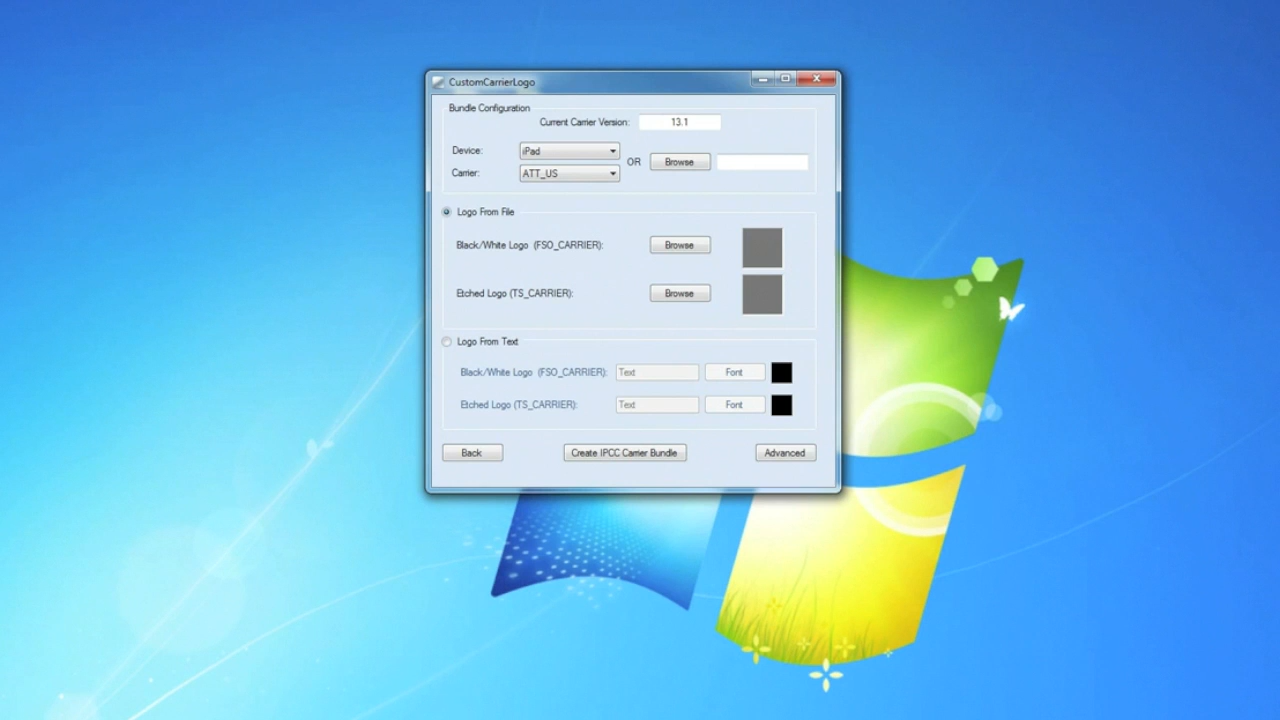 CustomCarrierLogo
Bundle Configuration
Current Carrier Version: 13.1
Device: iPad
OR Browse
Carrier: ATT_US
Logo From File
Black/White Logo (FSO_CARRIER): Browse
Etched Logo (TS_CARRIER): Browse
Logo From Text
Black/White Logo (FSO_CARRIER): Text Font
Etched Logo (TS_CARRIER): Text Font
Back Create IPCC Carrier Bundle Advanced